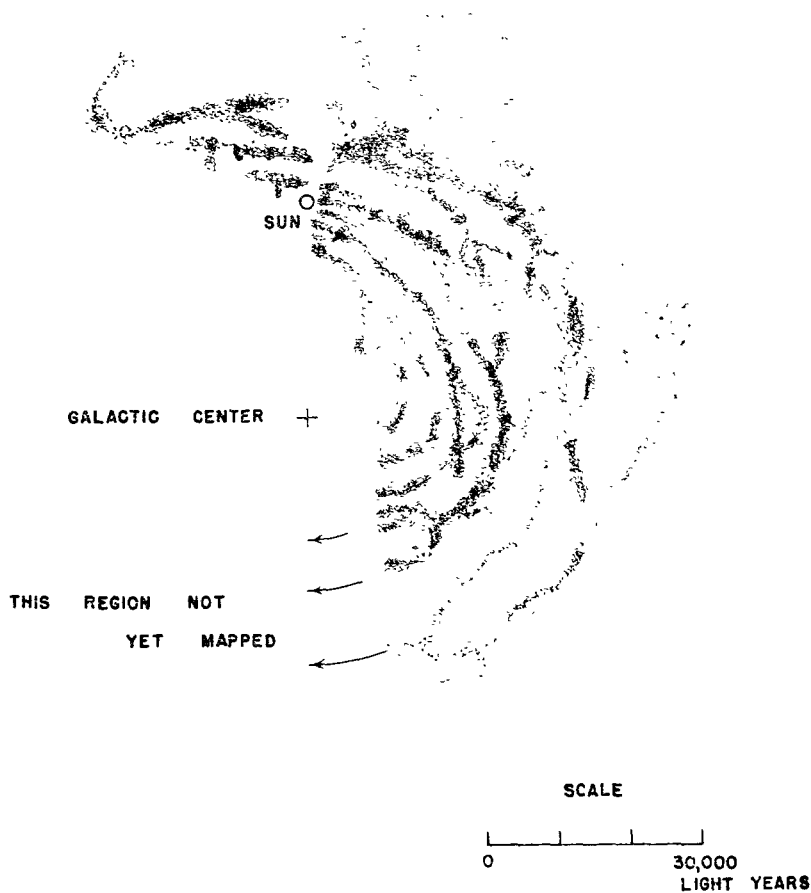 SUN
GALACTIC CENTER
THIS REGION NOT
YET MAPPED
SCALE
0 30,000
LIGHT YEARS